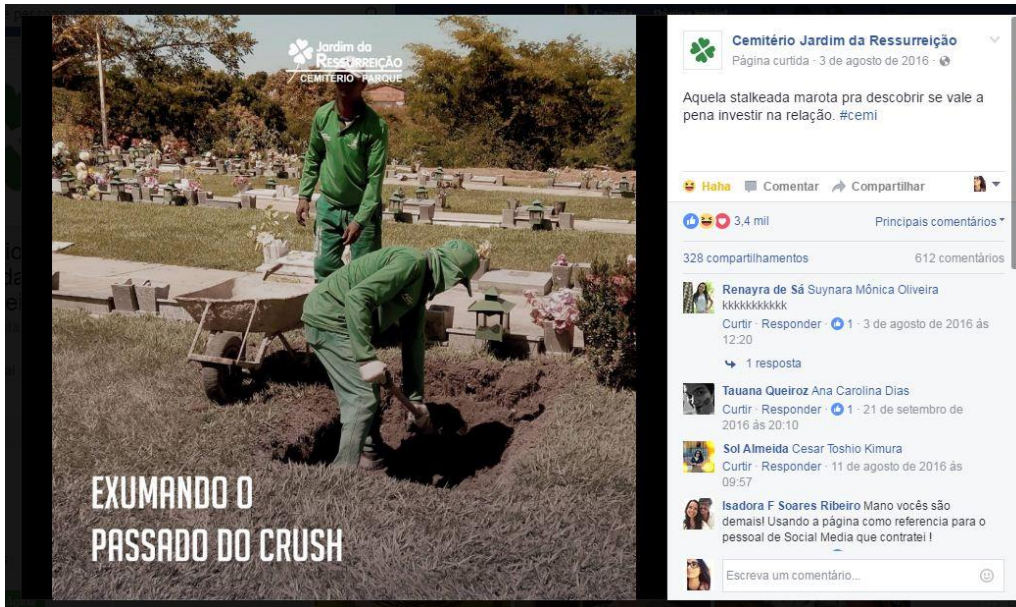 Jardim da
RESSURREIÇÃO
CEMITÉRIO PARQUE
EXUMANDO O
PASSADO DO CRUSH
Cemitério Jardim da Ressurreição
Página curtida · 3 de agosto de 2016 ·
Aquela stalkeada marota pra descobrir se vale a
pena investir na relação. #cemi
Haha Comentar Compartilhar
3,4 mil Principais comentários
328 compartilhamentos 612 comentários
Renayra de Sá Suynara Mônica Oliveira
kkkkkkkkkkk
Curtir · Responder · 1 · 3 de agosto de 2016 às
12:20
1 resposta
Tauana Queiroz Ana Carolina Dias
Curtir · Responder · 1 · 21 de setembro de
2016 às 20:10
Sol Almeida Cesar Toshio Kimura
Curtir · Responder · 11 de agosto de 2016 às
09:57
Isadora F Soares Ribeiro Mano vocês são
demais! Usando a página como referencia para o
pessoal de Social Media que contratei !
Escreva um comentário...